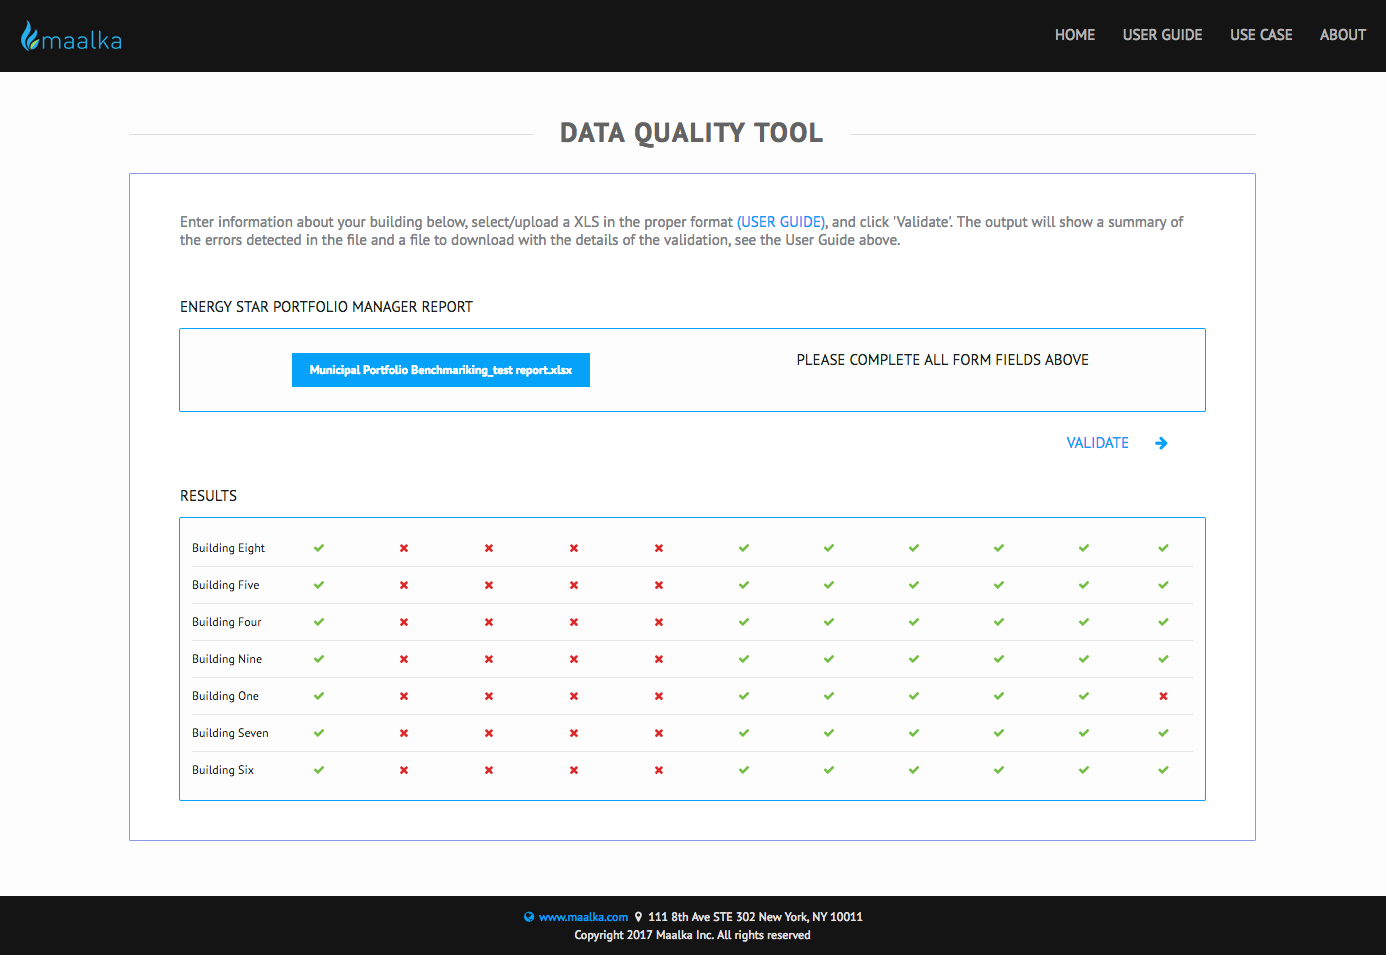 maalka
HOME USER GUIDE USE CASE ABOUT
DATA QUALITY TOOL
Enter information about your building below, select/upload a XLS in the proper format (USER GUIDE), and click 'Validate'. The output will show a summary of
the errors detected in the file and a file to download with the details of the validation, see the User Guide above.
ENERGY STAR PORTFOLIO MANAGER REPORT
Municipal Portfolio Benchmariking_test report.xlsx
PLEASE COMPLETE ALL FORM FIELDS ABOVE
VALIDATE
RESULTS
Building Eight
Building Five
Building Four
Building Nine
Building One
Building Seven
Building Six
www.maalka.com 111 8th Ave STE 302 New York, NY 10011
Copyright 2017 Maalka Inc. All rights reserved